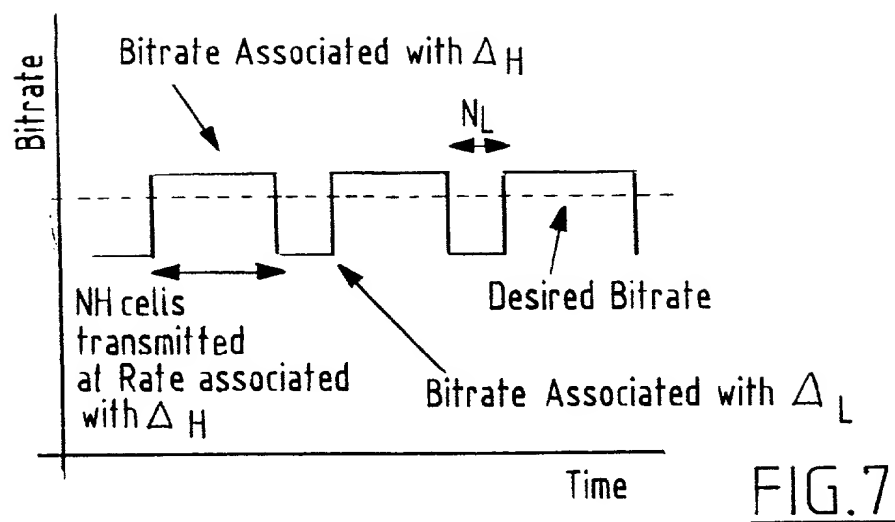 Bitrate
Bitrate Associated with Δ H
NL
Desired Bitrate
NH cells
transmitted
at Rate associated
with Δ H
Bitrate Associated with Δ L
Time
FIG.7